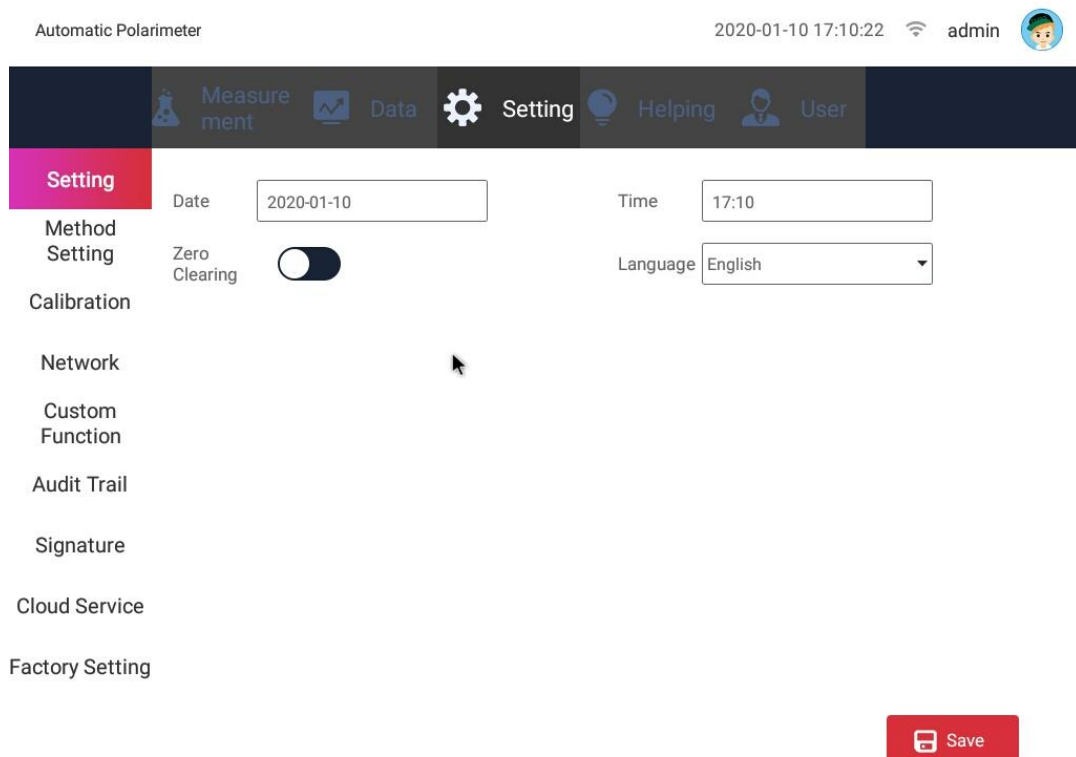 Automatic Polarimeter
2020-01-10 17:10:22
admin
Measure
ment
Data
Setting
Helping
User
Setting
Method
Setting
Calibration
Network
Custom
Function
Audit Trail
Signature
Cloud Service
Factory Setting
Date
2020-01-10
Time
17:10
Zero
Clearing
Language
English
Save